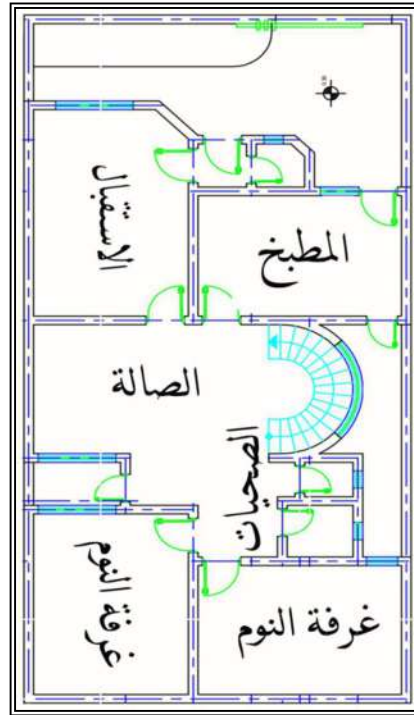 الاستقبال
المطبخ
الصالة
الصحيات
غرفة النوم
غرفة النوم